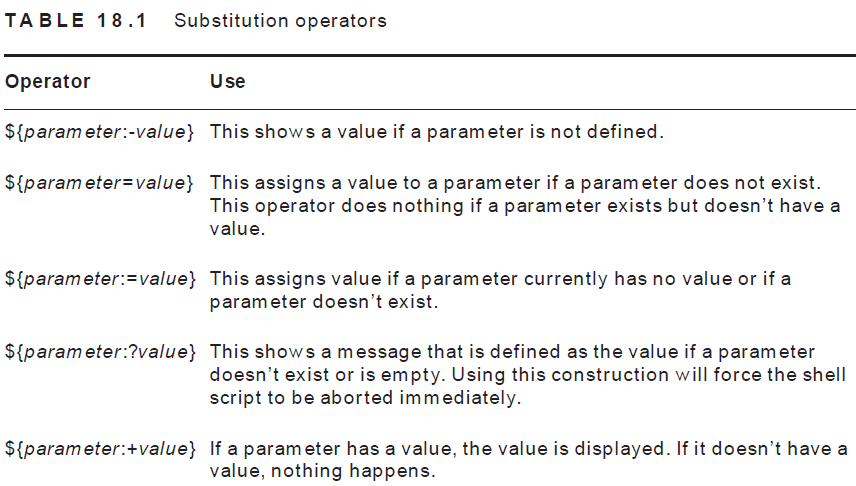 TABLE 18.1 Substitution operators
Operator Use
${parameter:-value} This shows a value if a parameter is not defined.
${parameter=value} This assigns a value to a parameter if a parameter does not exist.
This operator does nothing if a parameter exists but doesn't have a
value.
${parameter:=value} This assigns value if a parameter currently has no value or if a
parameter doesn't exist.
${parameter:?value} This shows a message that is defined as the value if a parameter
doesn't exist or is empty. Using this construction will force the shell
script to be aborted immediately.
${parameter:+value} If a parameter has a value, the value is displayed. If it doesn't have a
value, nothing happens.